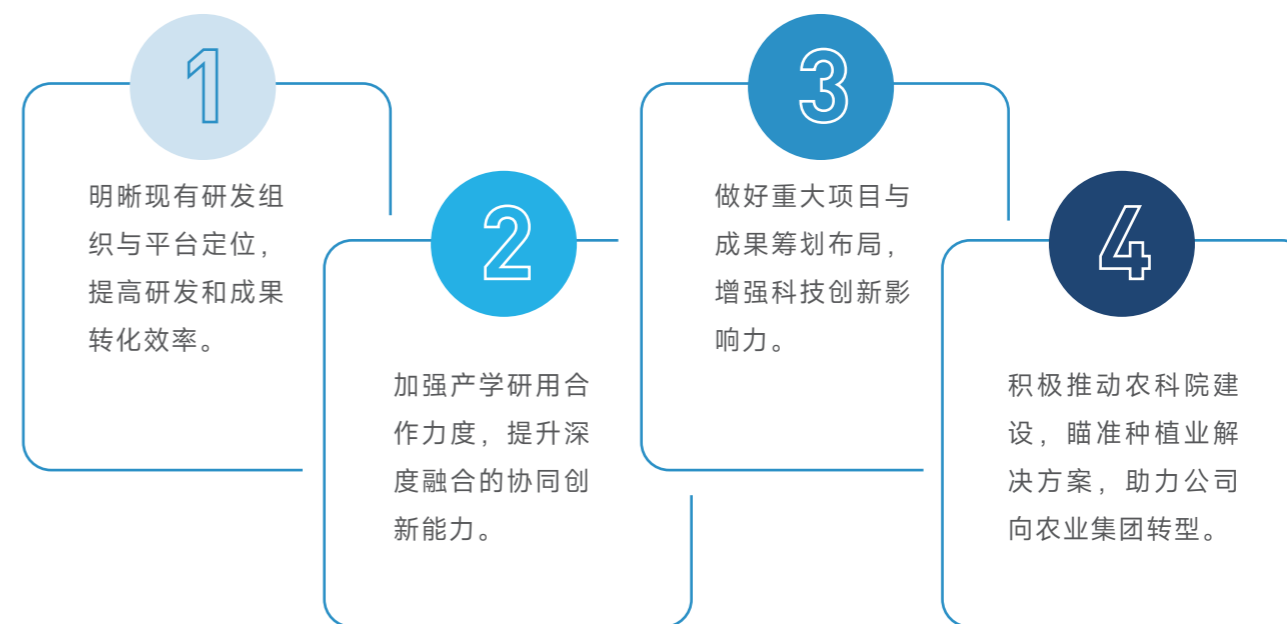 1
明晰现有研发组
织与平台定位，
提高研发和成果
转化效率。
2
加强产学研用合
作力度，提升深
度融合的协同创
新能力。
3
做好重大项目与
成果筹划布局，
增强科技创新影
响力。
4
积极推动农科院建
设，瞄准种植业解
决方案，助力公司
向农业集团转型。